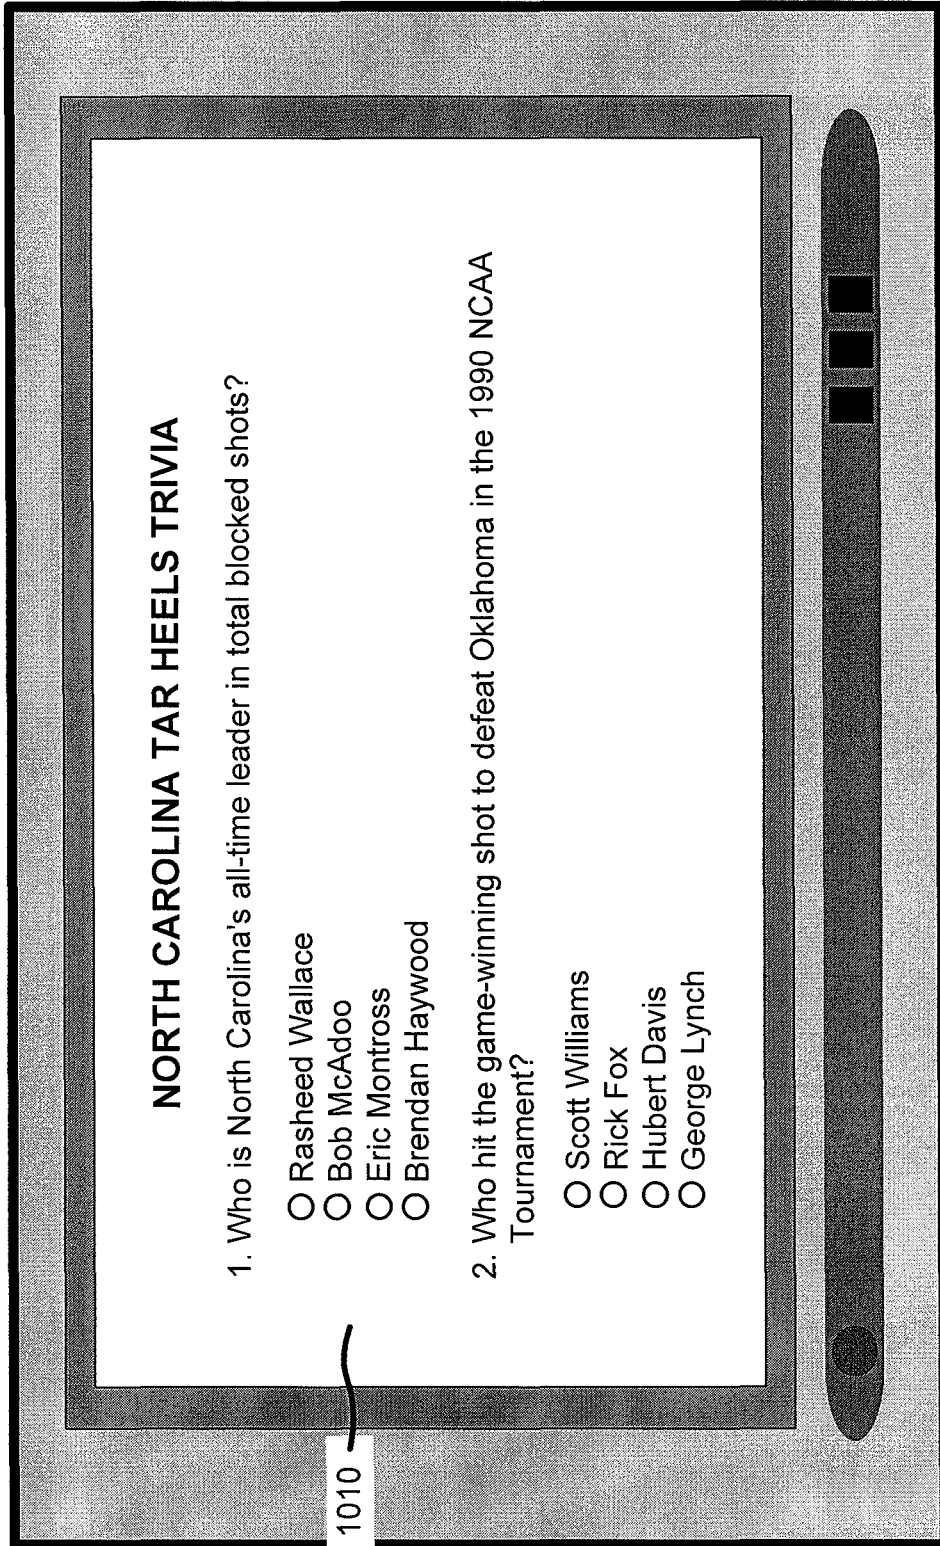 NORTH CAROLINA TAR HEELS TRIVIA
1. Who is North Carolina's all-time leader in total blocked shots?
O Rasheed Wallace
O Bob McAdoo
O Eric Montross
O Brendan Haywood
2. Who hit the game-winning shot to defeat Oklahoma in the 1990 NCAA
Tournament?
O Scott Williams
O Rick Fox
O Hubert Davis
O George Lynch
1010